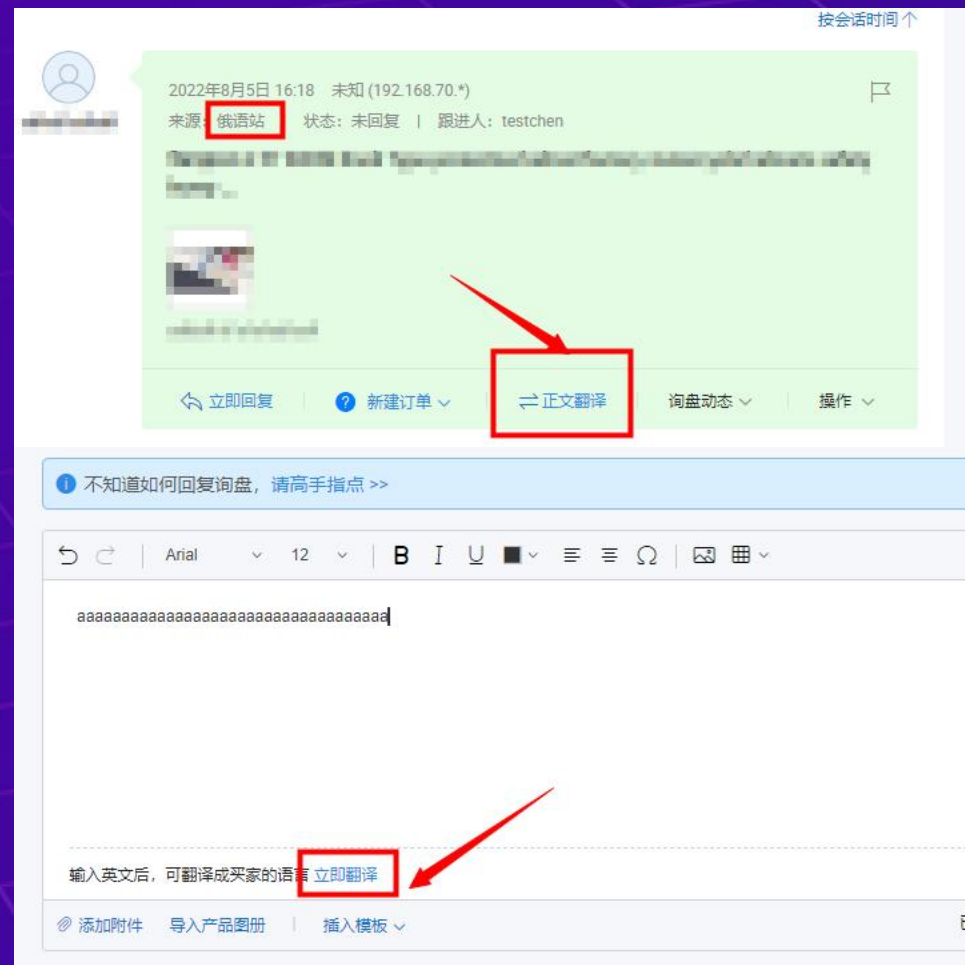 按会话时间个
2022年8月5日 16:18 未知 (192.168.70.*)
来源: 俄语站 状态: 未回复 | 跟进人: testchen
立即回复 ? 新建订单 正文翻译 询盘动态 操作
不知道如何回复询盘, 请高手指点 >>
Arial 12 B I U Ω
aaaaaaaaaaaaaaaaaaaaaaaaaaaaaaaaaa
输入英文后, 可翻译成买家的语言 立即翻译
添加附件 导入产品图册 插入模板